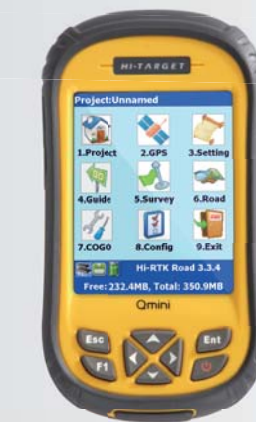 HI-TARGET
Project:Unnamed
1.Project 2.GPS 3.Setting
4.Guide 5.Survey 6.Road
7.COGO 8.Config 9.Exit
Hi-RTK Road 3.3.4
Free:232.4MB, Total: 350.9MB
Qmini
Esc Ent
F1